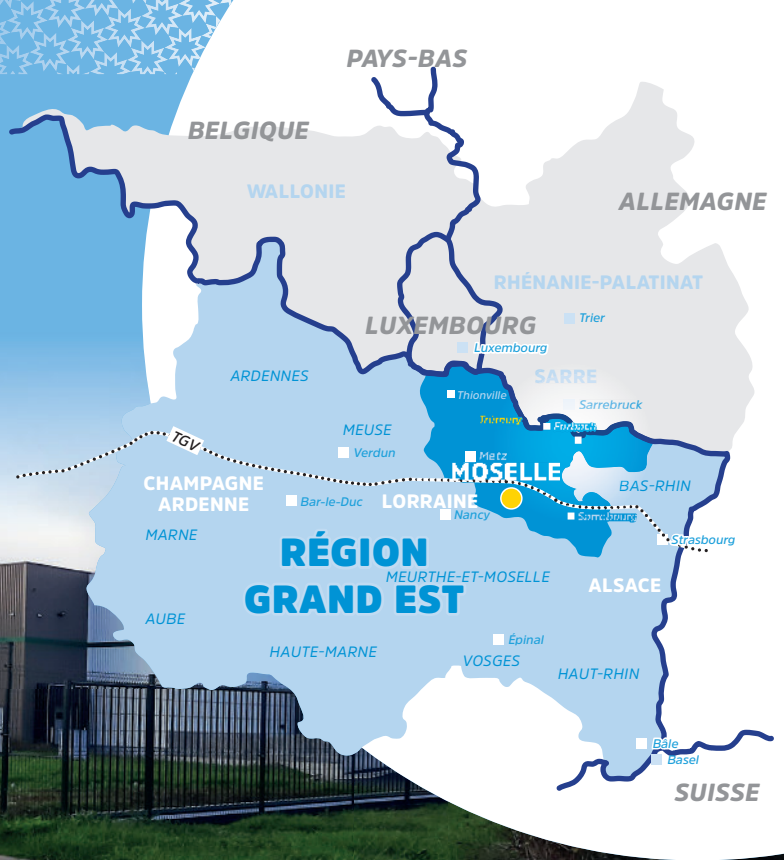 PAYS-BAS
BELGIQUE
WALLONIE
ALLEMAGNE
RHÉNANIE-PALATINAT
Trier
LUXEMBOURG
Luxembourg
SARRE
ARDENNES
Thionville
Sarrebruck
Trémery
Forbach
MEUSE
TGV
Verdun
Metz
MOSELLE
CHAMPAGNE
ARDENNE
BAS-RHIN
Bar-le-Duc
LORRAINE
Nancy
Sarrebourg
MARNE
Strasbourg
RÉGION
GRAND EST
MEURTHE-ET-MOSELLE
ALSACE
AUBE
Épinal
HAUTE-MARNE
VOSGES
HAUT-RHIN
Bâle
Basel
SUISSE